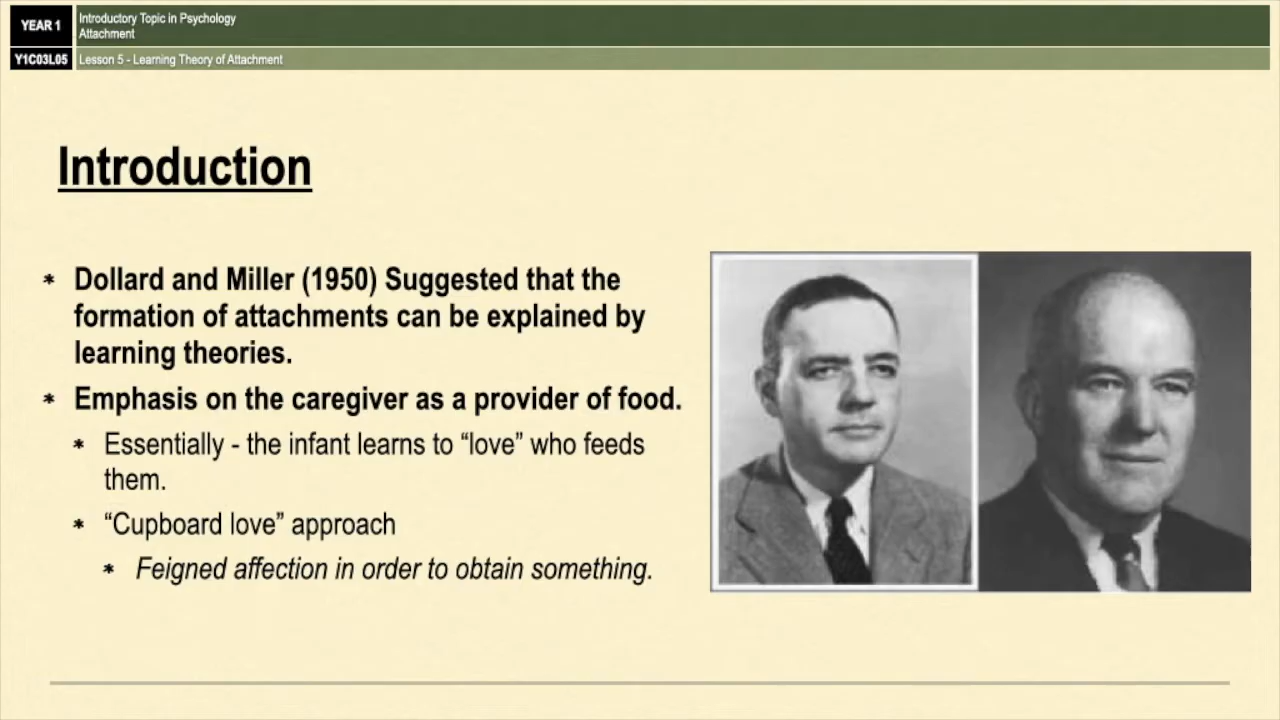 YEAR 1
Introductory Topic in Psychology
Attachment
Y1C03L05
Lesson 5 - Learning Theory of Attachment
Introduction
* Dollard and Miller (1950) Suggested that the
formation of attachments can be explained by
learning theories.
* Emphasis on the caregiver as a provider of food.
* Essentially - the infant learns to “love” who feeds
them.
* “Cupboard love” approach
* Feigned affection in order to obtain something.